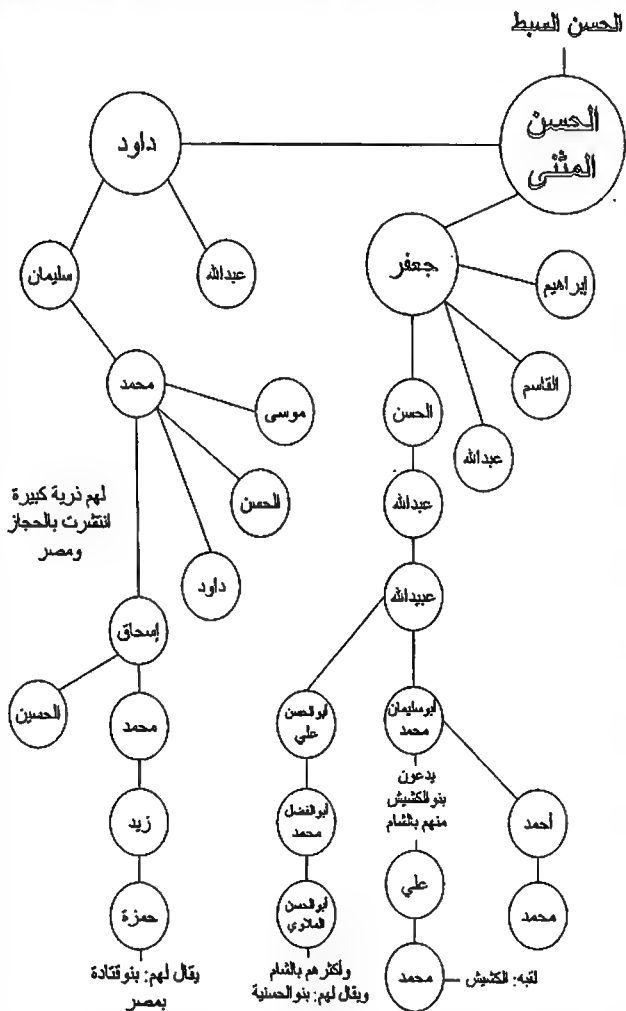 الحسن السبط
الحسن
المثنى
داود
جعفر
إبراهيم
القاسم
عبدالله
الحسن
عبدالله
عبيدالله
أبوسليمان
محمد
يدعون
بنوالكشيش
منهم بالشام
علي
محمد
لقبه: الكشيش
أحمد
محمد
أبوالحسن
علي
أبوالفضل
محمد
أبوالحسن
الملاوي
وأكثرهم بالشام
ويقال لهم: بنوالحسنية
عبدالله
سليمان
محمد
موسى
الحسن
داود
لهم ذرية كبيرة
انتشرت بالحجاز
ومصر
إسحاق
الحسين
محمد
زيد
حمزة
يقال لهم: بنوقتادة
بمصر